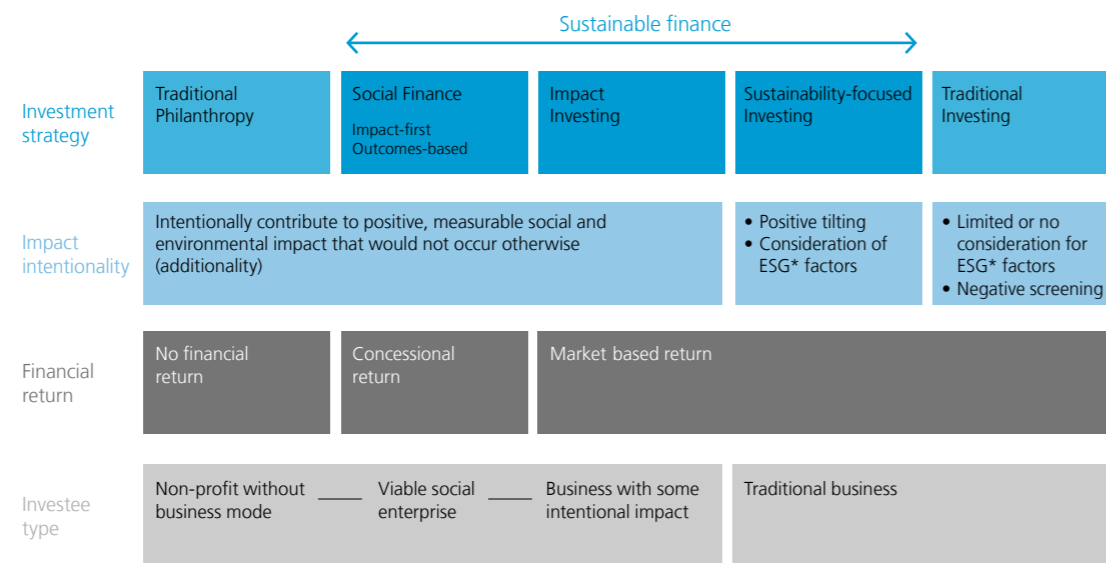 Sustainable finance
Investment
strategy
Traditional
Philanthropy
Social Finance
Impact-first
Outcomes-based
Impact
Investing
Sustainability-focused
Investing
Traditional
Investing
Impact
intentionality
Intentionally contribute to positive, measurable social and
environmental impact that would not occur otherwise
(additionality)
• Positive tilting
• Consideration of
ESG* factors
• Limited or no
consideration for
ESG* factors
• Negative screening
Financial
return
No financial
return
Concessional
return
Market based return
Investee
type
Non-profit without
business mode
Viable social
enterprise
Business with some
intentional impact
Traditional business